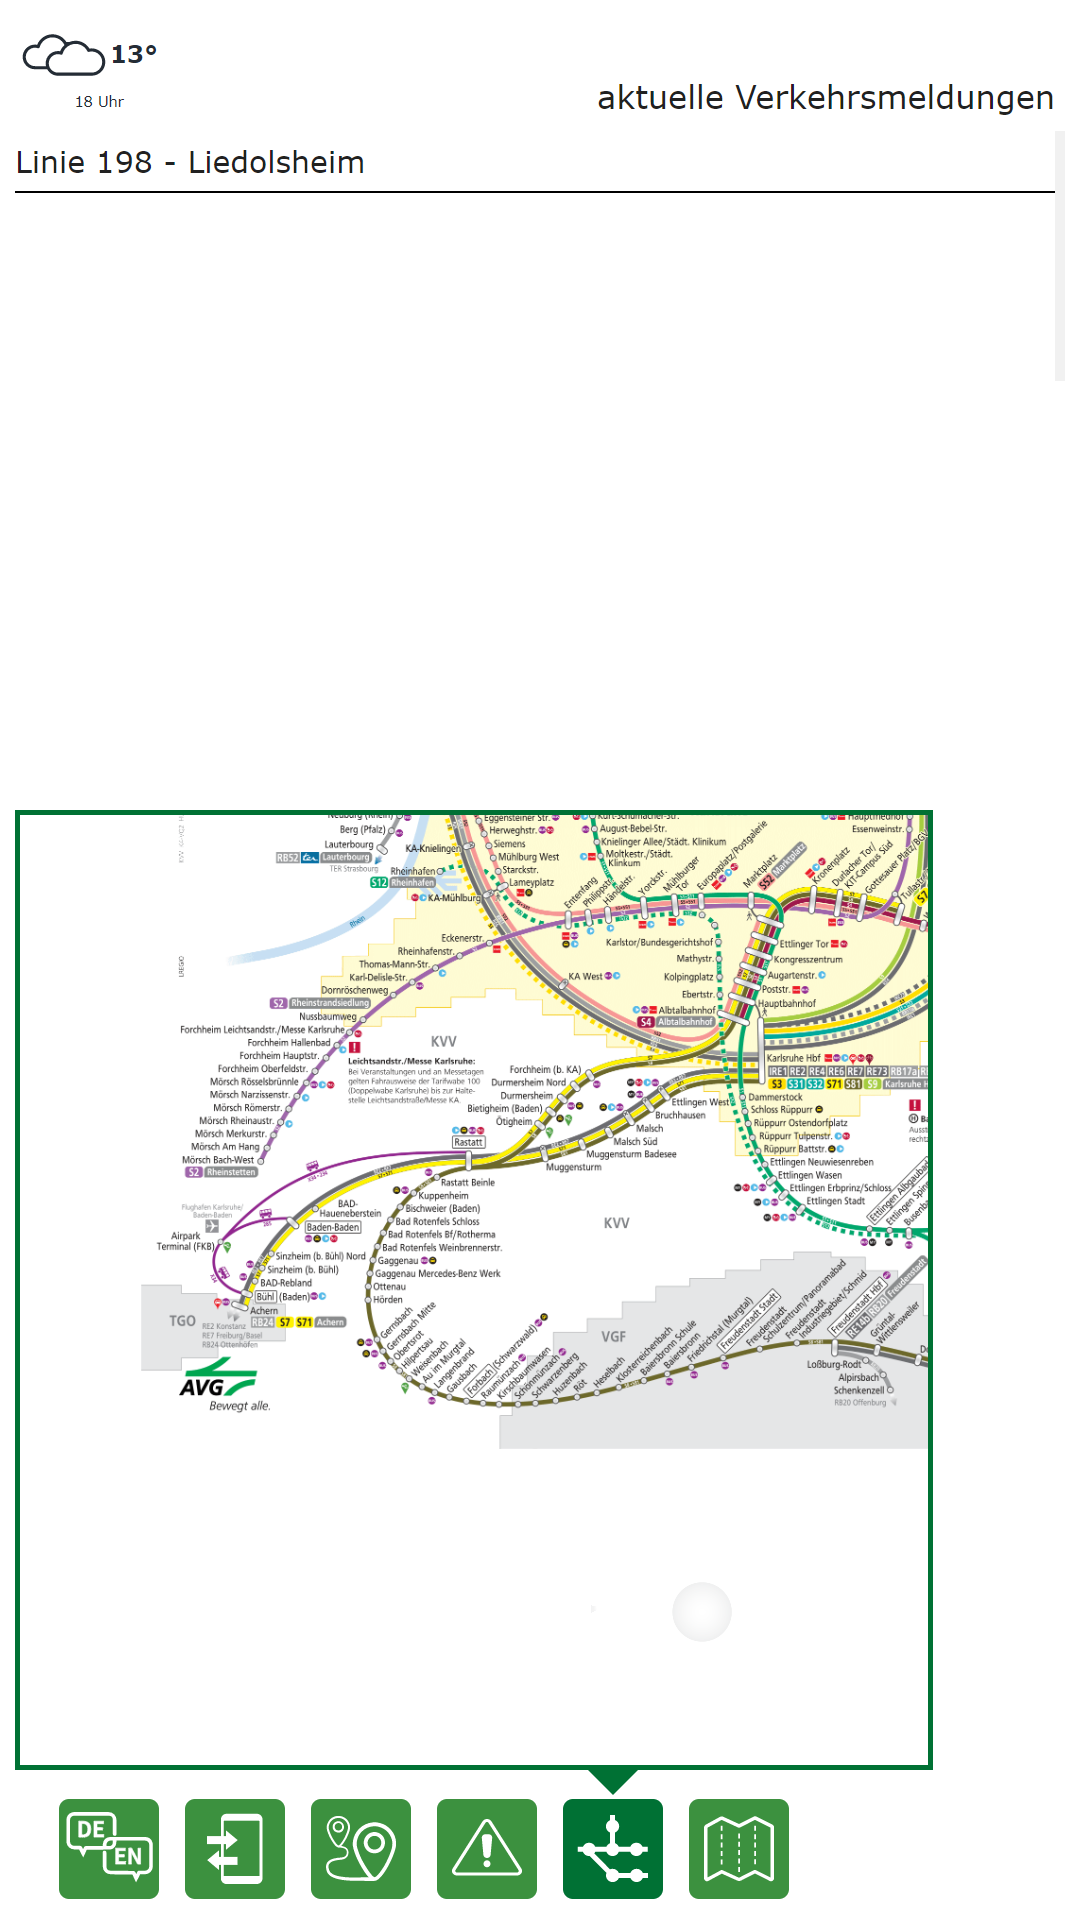 13°
18 Uhr
aktuelle Verkehrsmeldungen
Linie 198 - Liedolsheim
Berg (Pfalz)
Lauterbourg
RB52 ter Lauterbourg
TER Strasbourg
Rheinhafen
S12 Rheinhafen
KA-Knielingen
KA-Mühlburg
Eggensteiner Str.
Herweghstr.
Siemens
Mühlburg West
Starckstr.
Lameyplatz
Kurt-Schumacher-Str.
August-Bebel-Str.
Knielinger Allee/Städt. Klinikum
Moltkestr./Städt.
Klinikum
Entenfang
Philippstr.
Händelstr.
Yorckstr.
Mühlburger
Tor
Europaplatz/Postgalerie
Marktplatz
S52 Marktplatz
Kronenplatz
Durlacher Tor/
KIT-Campus Süd
Gottesauer Platz/BGV
Hauptfriedhof
Essenweinstr.
Rhein
Eckenerstr.
Rheinhafenstr.
Thomas-Mann-Str.
Karl-Delisle-Str.
Dornröschenweg
S2 Rheinstrandsiedlung
Nussbaumweg
Forchheim Leichtsandstr./Messe Karlsruhe
Forchheim Hallenbad
Forchheim Hauptstr.
Forchheim Oberfeldstr.
Mörsch Rösselsbrünnle
Mörsch Narzissenstr.
Mörsch Römerstr.
Mörsch Rheinaustr.
Mörsch Merkurstr.
Mörsch Am Hang
Mörsch Bach-West
S2 Rheinstetten
KVV
Leichtsandstr./Messe Karlsruhe:
Bei Veranstaltungen und an Messetagen
gelten Fahrausweise der Tarifwabe 100
(Doppelwabe Karlsruhe) bis zur Halte-
stelle Leichtsandstraße/Messe KA.
KA West
Karlstor/Bundesgerichtshof
Mathystr.
Kolpingplatz
Ebertstr.
Albtalbahnhof
S4 Albtalbahnhof
Ettlinger Tor
Kongresszentrum
Augartenstr.
Poststr.
Hauptbahnhof
Karlsruhe Hbf
IRE1 RE2 RE4 RE6 RE7 RE73 RB17a
S3 S31 S32 S71 S81 S9 Karlsruhe H
Forchheim (b. KA)
Durmersheim Nord
Durmersheim
Bietigheim (Baden)
Ötigheim
Rastatt
Ettlingen West
Bruchhausen
Malsch
Malsch Süd
Muggensturm Badesee
Muggensturm
Dammerstock
Schloss Rüppurr
Rüppurr Ostendorfplatz
Rüppurr Tulpenstr.
Rüppurr Battstr.
Ettlingen Neuwiesenreben
Ettlingen Wasen
Ettlingen Erbprinz/Schloss
Ettlingen Stadt
Rastatt Beinle
Kuppenheim
Bischweier (Baden)
Bad Rotenfels Schloss
Bad Rotenfels Bf/Rotherma
Bad Rotenfels Weinbrennerstr.
Gaggenau
Gaggenau Mercedes-Benz Werk
Ottenau
Hörden
KVV
Flughafen Karlsruhe/
Baden-Baden
Airpark
Terminal (FKB)
BAD-
Haueneberstein
Baden-Baden
Sinzheim (b. Bühl) Nord
Sinzheim (b. Bühl)
BAD-Rebland
Bühl (Baden)
Achern
RB24 S7 S71 Achern
TGO
RE2 Konstanz
RE7 Freiburg/Basel
RB24 Ottenhöfen
AVG
Bewegt alle.
Gernsbach
Gernsbach Mitte
Obertsrot
Hilpertsau
Weisenbach
Au im Murgtal
Langenbrand
Gausbach
Forbach (Schwarzwald)
Raumünzach
Kirschbaumwasen
Schönmünzach
Schwarzenberg
Huzenbach
Röt
Heselbach
Klosterreichenbach
Baiersbronn Schule
Baiersbronn
Friedrichstal (Murgtal)
Freudenstadt Stadt
Freudenstadt
Schulzentrum/Panoramabad
Freudenstadt
Industriegebiet/Schmid
Freudenstadt Hbf
RE14b RB20 Freudenstadt
Grüntal-
Wittlensweiler
VGF
Loßburg-Rodt
Alpirsbach
Schenkenzell
RB20 Offenburg
DE
EN